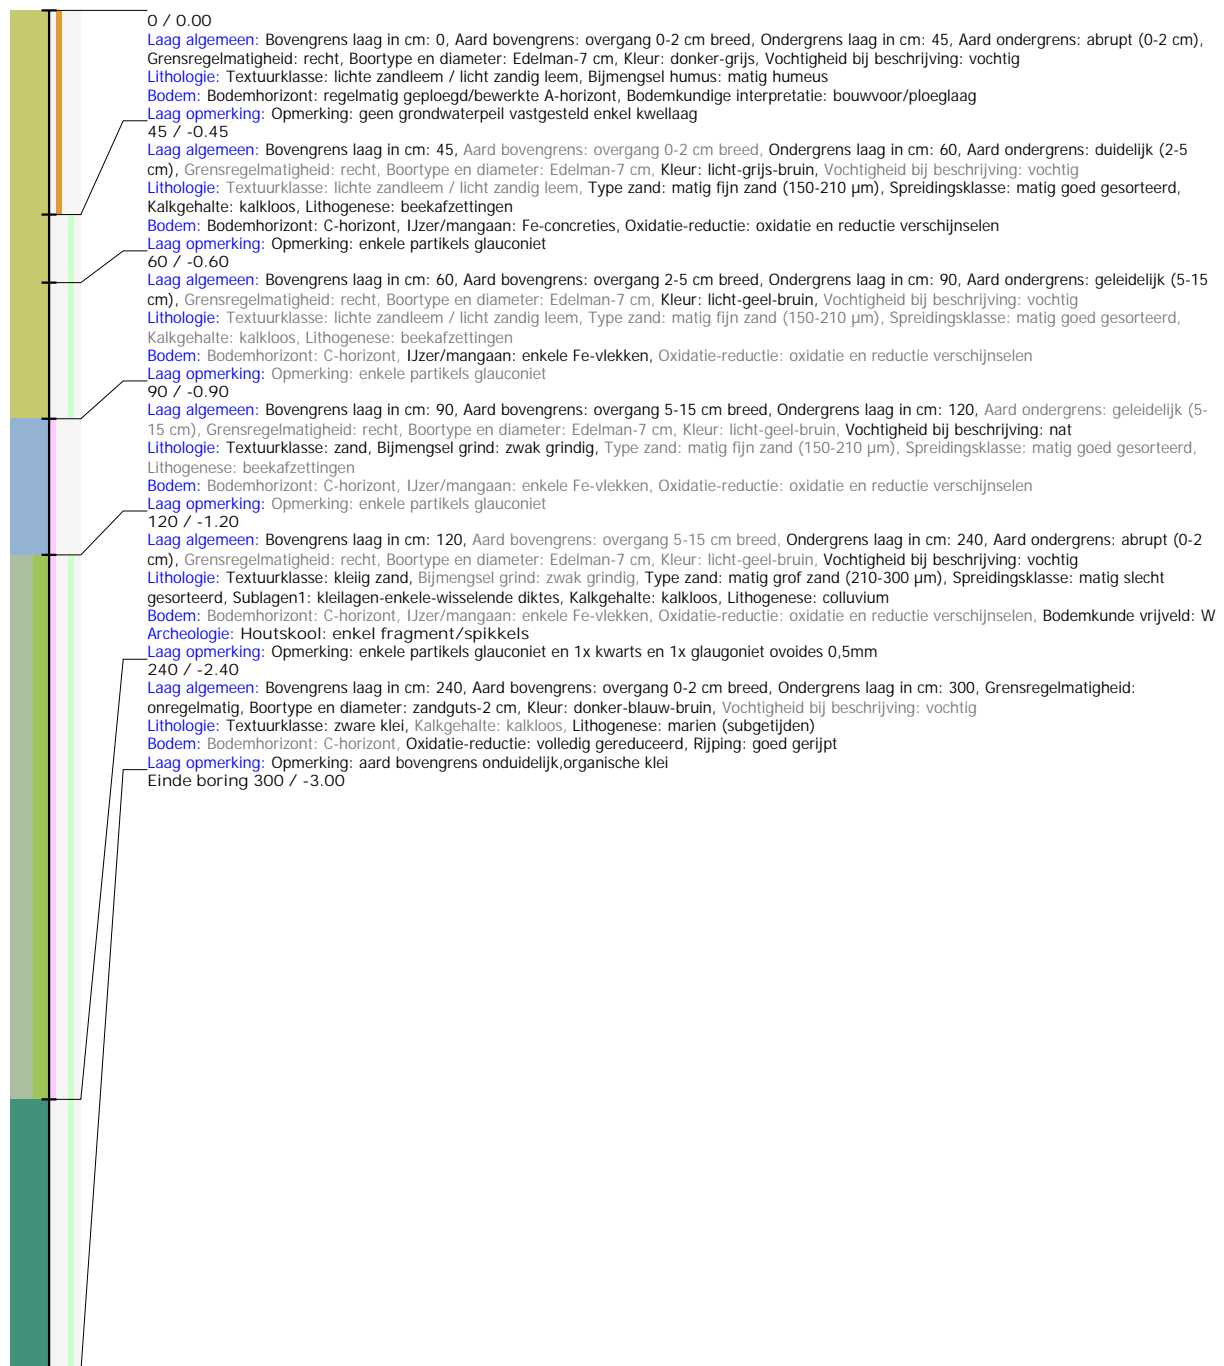 0 / 0.00
Laag algemeen: Bovengrens laag in cm: 0, Aard bovengrens: overgang 0-2 cm breed, Ondergrens laag in cm: 45, Aard ondergrens: abrupt (0-2 cm),
Grensregelmatigheid: recht, Boortype en diameter: Edelman-7 cm, Kleur: donker-grijs, Vochtigheid bij beschrijving: vochtig
Lithologie: Textuurklasse: lichte zandleem / licht zandig leem, Bijmengsel humus: matig humeus
Bodem: Bodemhorizont: regelmatig geploegd/bewerkte A-horizont, Bodemkundige interpretatie: bouwvoor/ploeglaag
Laag opmerking: Opmerking: geen grondwaterpeil vastgesteld enkel kwellaag
45 / -0.45
Laag algemeen: Bovengrens laag in cm: 45, Aard bovengrens: overgang 0-2 cm breed, Ondergrens laag in cm: 60, Aard ondergrens: duidelijk (2-5
cm), Grensregelmatigheid: recht, Boortype en diameter: Edelman-7 cm, Kleur: licht-grijs-bruin, Vochtigheid bij beschrijving: vochtig
Lithologie: Textuurklasse: lichte zandleem / licht zandig leem, Type zand: matig fijn zand (150-210 µm), Spreidingsklasse: matig goed gesorteerd,
Kalkgehalte: kalkloos, Lithogenese: beekafzettingen
Bodem: Bodemhorizont: C-horizont, IJzer/mangaan: Fe-concreties, Oxidatie-reductie: oxidatie en reductie verschijnselen
Laag opmerking: Opmerking: enkele partikels glauconiet
60 / -0.60
Laag algemeen: Bovengrens laag in cm: 60, Aard bovengrens: overgang 2-5 cm breed, Ondergrens laag in cm: 90, Aard ondergrens: geleidelijk (5-15
cm), Grensregelmatigheid: recht, Boortype en diameter: Edelman-7 cm, Kleur: licht-geel-bruin, Vochtigheid bij beschrijving: vochtig
Lithologie: Textuurklasse: lichte zandleem / licht zandig leem, Type zand: matig fijn zand (150-210 µm), Spreidingsklasse: matig goed gesorteerd,
Kalkgehalte: kalkloos, Lithogenese: beekafzettingen
Bodem: Bodemhorizont: C-horizont, IJzer/mangaan: enkele Fe-vlekken, Oxidatie-reductie: oxidatie en reductie verschijnselen
Laag opmerking: Opmerking: enkele partikels glauconiet
90 / -0.90
Laag algemeen: Bovengrens laag in cm: 90, Aard bovengrens: overgang 5-15 cm breed, Ondergrens laag in cm: 120, Aard ondergrens: geleidelijk (5-
15 cm), Grensregelmatigheid: recht, Boortype en diameter: Edelman-7 cm, Kleur: licht-geel-bruin, Vochtigheid bij beschrijving: nat
Lithologie: Textuurklasse: zand, Bijmengsel grind: zwak grindig, Type zand: matig fijn zand (150-210 µm), Spreidingsklasse: matig goed gesorteerd,
Lithogenese: beekafzettingen
Bodem: Bodemhorizont: C-horizont, IJzer/mangaan: enkele Fe-vlekken, Oxidatie-reductie: oxidatie en reductie verschijnselen
Laag opmerking: Opmerking: enkele partikels glauconiet
120 / -1.20
Laag algemeen: Bovengrens laag in cm: 120, Aard bovengrens: overgang 5-15 cm breed, Ondergrens laag in cm: 240, Aard ondergrens: abrupt (0-2
cm), Grensregelmatigheid: recht, Boortype en diameter: Edelman-7 cm, Kleur: licht-geel-bruin, Vochtigheid bij beschrijving: vochtig
Lithologie: Textuurklasse: kleiig zand, Bijmengsel grind: zwak grindig, Type zand: matig grof zand (210-300 µm), Spreidingsklasse: matig slecht
gesorteerd, Sublagen1: kleilagen-enkele-wisselende diktes, Kalkgehalte: kalkloos, Lithogenese: colluvium
Bodem: Bodemhorizont: C-horizont, IJzer/mangaan: enkele Fe-vlekken, Oxidatie-reductie: oxidatie en reductie verschijnselen, Bodemkunde vrijveld: W
Archeologie: Houtskool: enkel fragment/spikkels
Laag opmerking: Opmerking: enkele partikels glauconiet en 1x kwarts en 1x glaugoniet ovoides 0,5mm
240 / -2.40
Laag algemeen: Bovengrens laag in cm: 240, Aard bovengrens: overgang 0-2 cm breed, Ondergrens laag in cm: 300, Grensregelmatigheid:
onregelmatig, Boortype en diameter: zandguts-2 cm, Kleur: donker-blauw-bruin, Vochtigheid bij beschrijving: vochtig
Lithologie: Textuurklasse: zware klei, Kalkgehalte: kalkloos, Lithogenese: marien (subgetijden)
Bodem: Bodemhorizont: C-horizont, Oxidatie-reductie: volledig gereduceerd, Rijping: goed gerijpt
Laag opmerking: Opmerking: aard bovengrens onduidelijk,organische klei
Einde boring 300 / -3.00